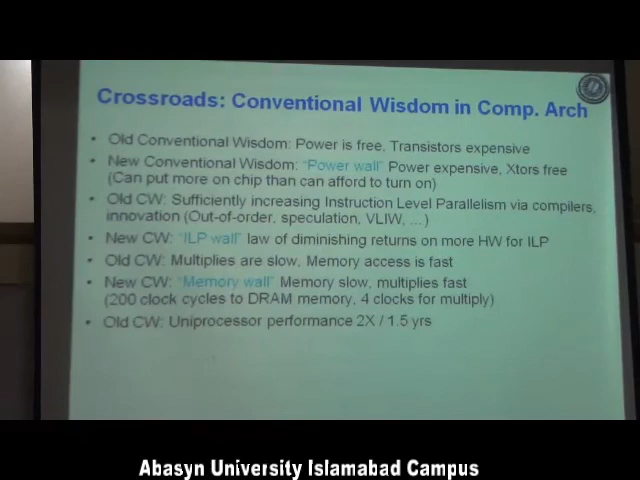 Crossroads: Conventional Wisdom in Comp. Arch
• Old Conventional Wisdom: Power is free, Transistors expensive
• New Conventional Wisdom: "Power wall" Power expensive, Xtors free
(Can put more on chip than can afford to turn on)
• Old CW: Sufficiently increasing Instruction Level Parallelism via compilers,
innovation (Out-of-order, speculation, VLIW, …)
• New CW: "ILP wall" law of diminishing returns on more HW for ILP
• Old CW: Multiplies are slow, Memory access is fast
• New CW: "Memory wall" Memory slow, multiplies fast
(200 clock cycles to DRAM memory, 4 clocks for multiply)
• Old CW: Uniprocessor performance 2X / 1.5 yrs
Abasyn University Islamabad Campus